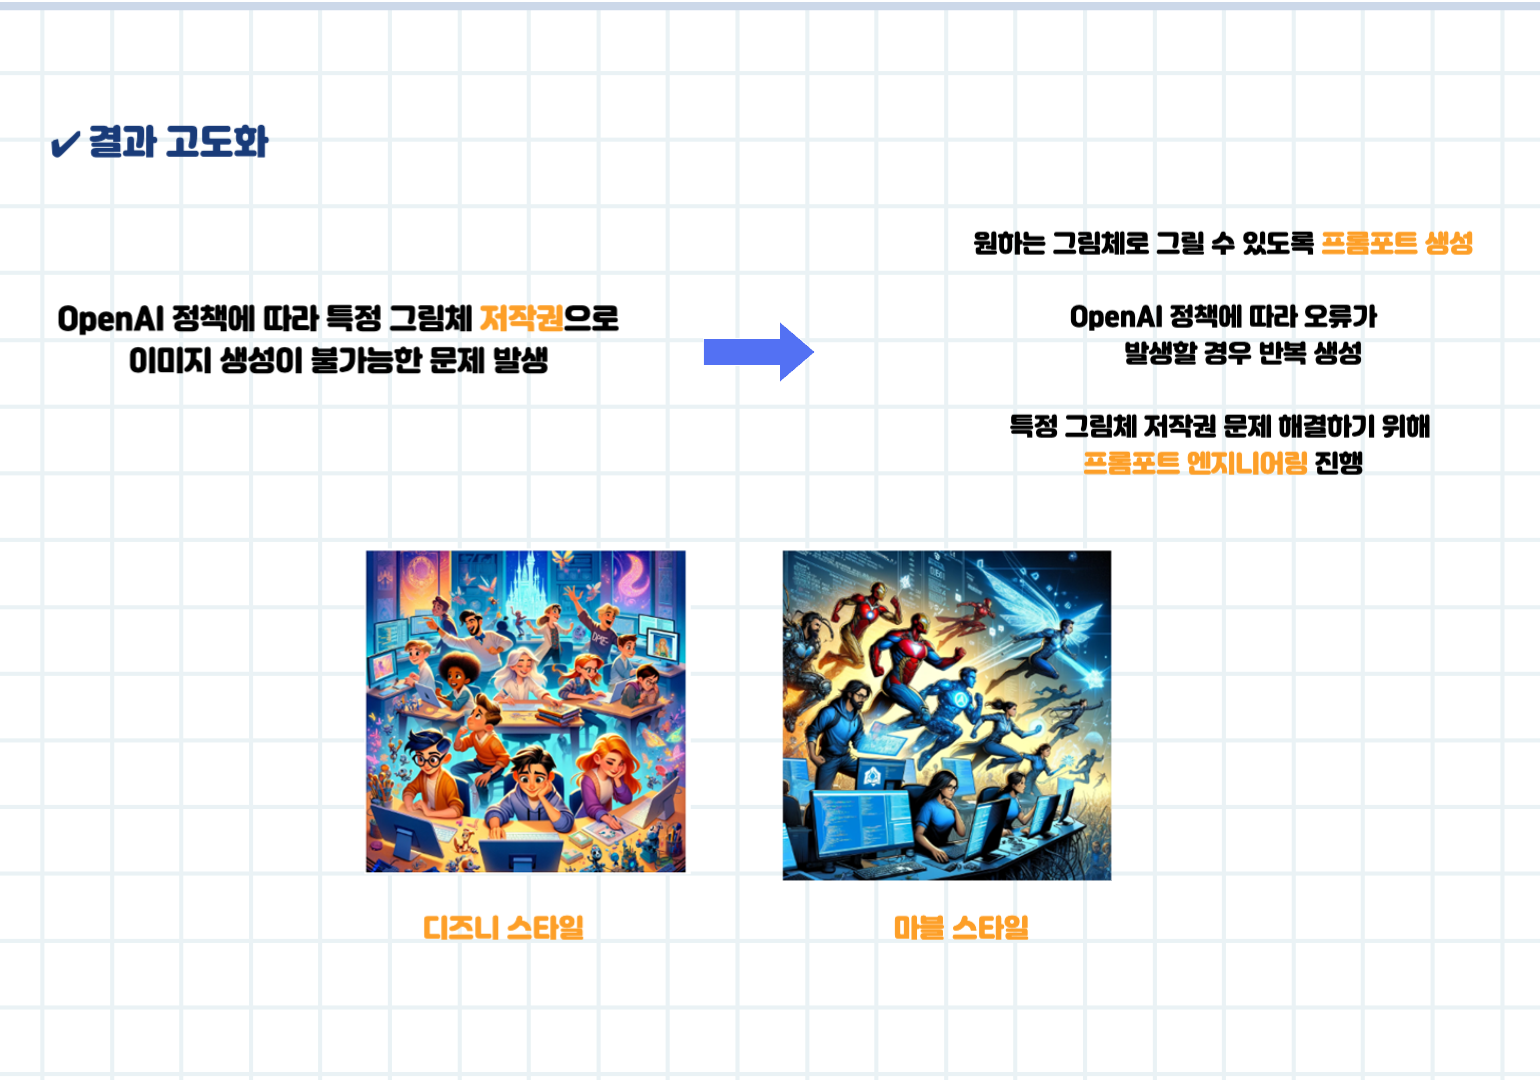 ✔ 결과 고도화
OpenAI 정책에 따라 특정 그림체 저작권으로
이미지 생성이 불가능한 문제 발생
원하는 그림체로 그릴 수 있도록 프롬포트 생성
OpenAI 정책에 따라 오류가
발생할 경우 반복 생성
특정 그림체 저작권 문제 해결하기 위해
프롬포트 엔지니어링 진행
디즈니 스타일
마블 스타일